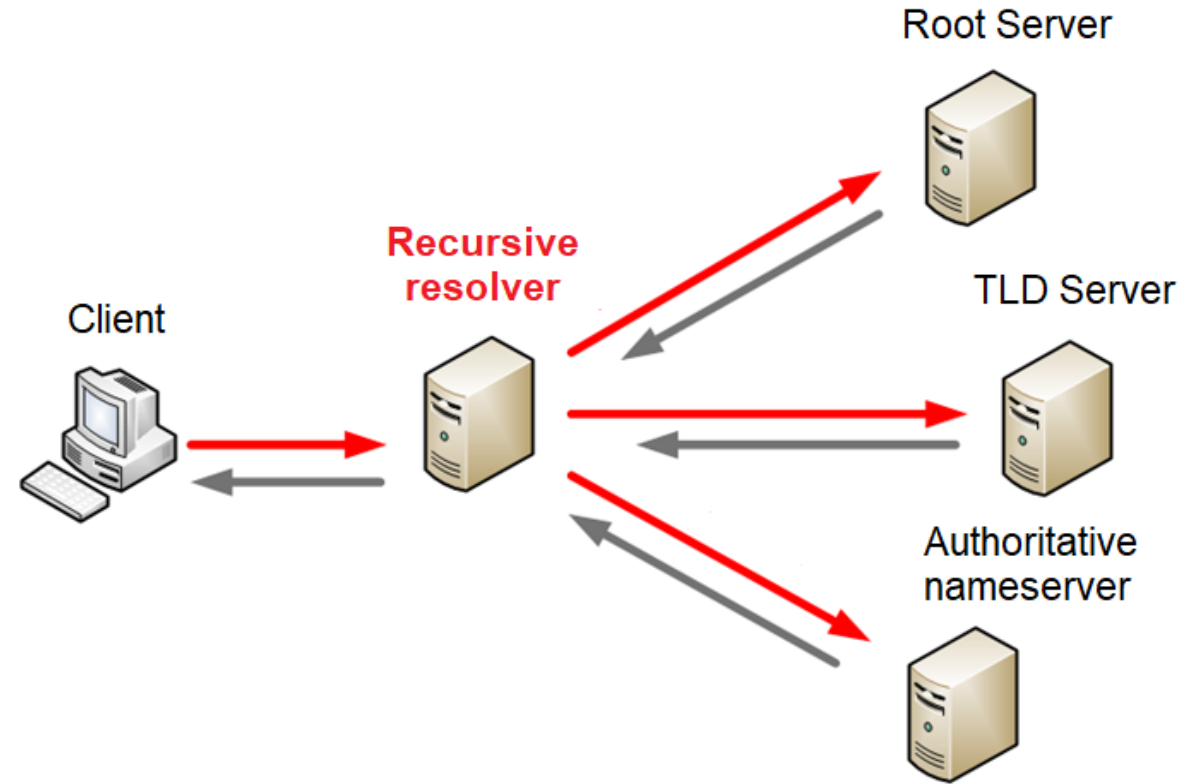 Root Server
Recursive
resolver
TLD Server
Client
Authoritative
nameserver